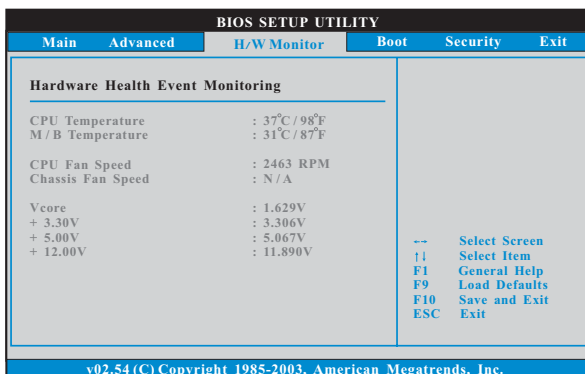 BIOS SETUP UTILITY
Main Advanced H/W Monitor Boot Security Exit
Hardware Health Event Monitoring
CPU Temperature : 37°C / 98°F
M / B Temperature : 31°C / 87°F
CPU Fan Speed : 2463 RPM
Chassis Fan Speed : N / A
Vcore : 1.629V
+ 3.30V : 3.306V
+ 5.00V : 5.067V
+ 12.00V : 11.890V
←→ Select Screen
↑↓ Select Item
F1 General Help
F9 Load Defaults
F10 Save and Exit
ESC Exit
v02.54 (C) Copyright 1985-2003, American Megatrends, Inc.